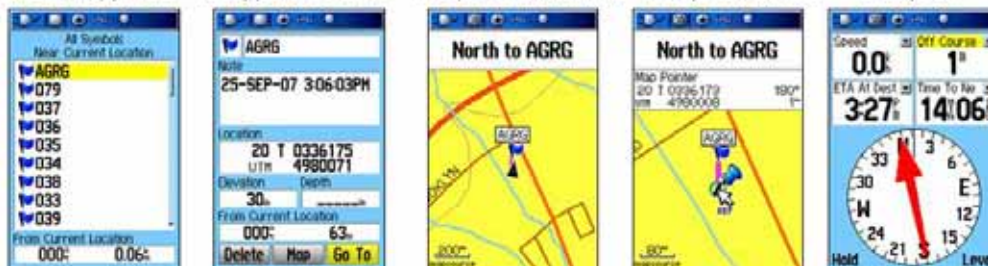 All Symbols
Near Current Location
AGRG
079
037
036
035
034
038
033
039
From Current Location
000° 0.06
AGRG
Note
25-SEP-07 3:06:03PM
Location
20 T 0336175
UTM 4980071
Elevation Depth
30
From Current Location
000° 63
Delete Map Go To
North to AGRG
AGRG
200
North to AGRG
Map Pointer
20 T 0336173 180°
4980008
AGRG
80
Speed Off Course
0.0 1
ETA At Dest Time To Ne
3:27 14 06
N
33 3
30 6
W E
24 12
21 S 15
Hold Leve